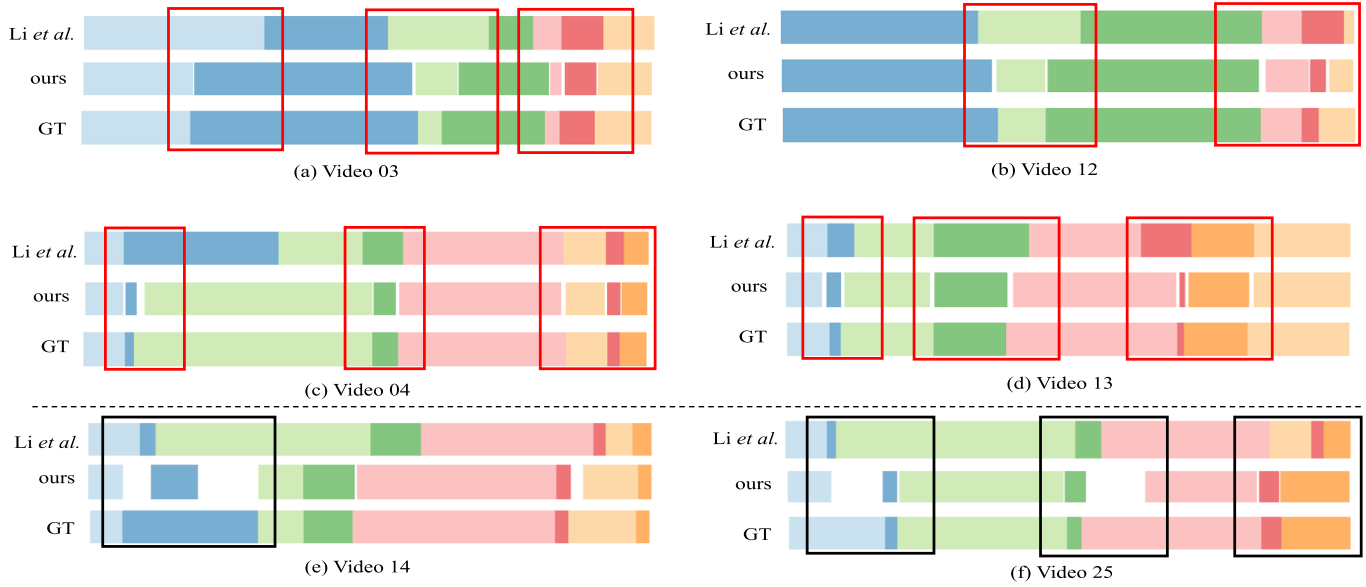 Li et al.
ours
GT
(a) Video 03
Li et al.
ours
GT
(b) Video 12
Li et al.
ours
GT
(c) Video 04
Li et al.
ours
GT
(d) Video 13
Li et al.
ours
GT
(e) Video 14
Li et al.
ours
GT
(f) Video 25